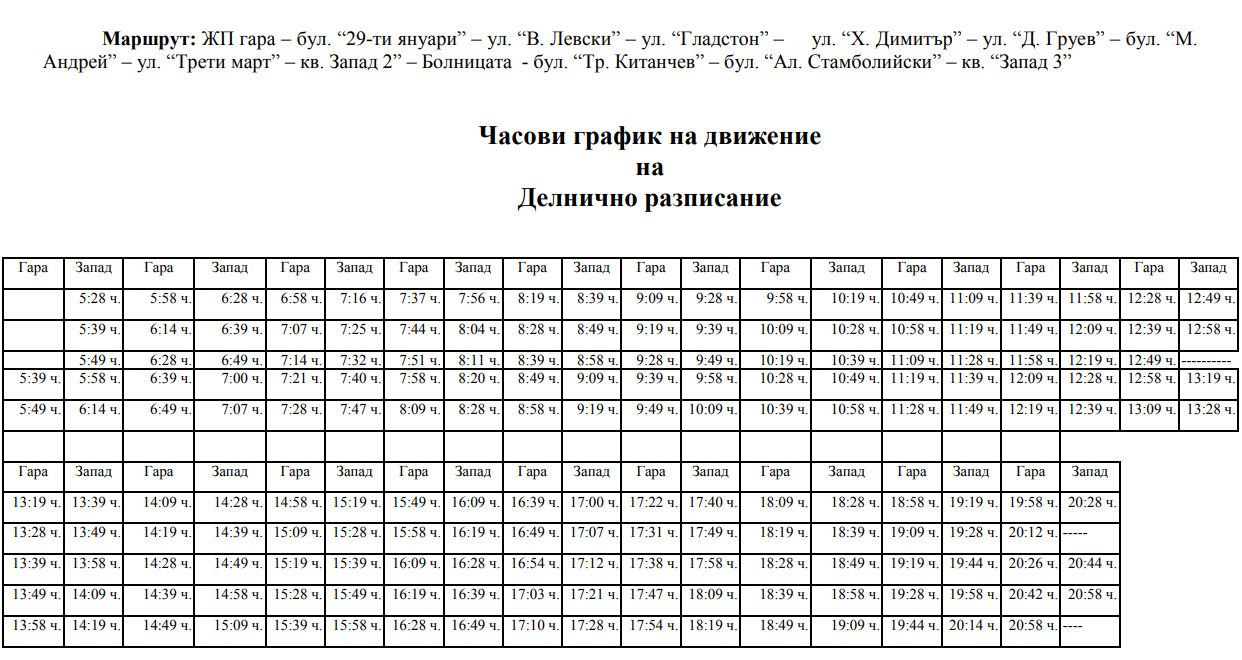 Маршрут: ЖП гара – бул. “29-ти януари” – ул. “В. Левски” – ул. “Гладстон” – ул. “Х. Димитър” – ул. “Д. Груев” – бул. “М.
Андрей” – ул. “Трети март” – кв. Запад 2” – Болницата - бул. “Тр. Китанчев” – бул. “Ал. Стамболийски” – кв. “Запад 3”
Часови график на движение
на
Делнично разписание
Гара Запад Гара Запад Гара Запад Гара Запад Гара Запад Гара Запад Гара Запад Гара Запад Гара Запад Гара Запад
5:28 ч. 5:58 ч. 6:28 ч. 6:58 ч. 7:16 ч. 7:37 ч. 7:56 ч. 8:19 ч. 8:39 ч. 9:09 ч. 9:28 ч. 9:58 ч. 10:19 ч. 10:49 ч. 11:09 ч. 11:39 ч. 11:58 ч. 12:28 ч. 12:49 ч.
5:39 ч. 6:14 ч. 6:39 ч. 7:07 ч. 7:25 ч. 7:44 ч. 8:04 ч. 8:28 ч. 8:49 ч. 9:19 ч. 9:39 ч. 10:09 ч. 10:28 ч. 10:58 ч. 11:19 ч. 11:49 ч. 12:09 ч. 12:39 ч. 12:58 ч.
5:49 ч. 6:28 ч. 6:49 ч. 7:14 ч. 7:32 ч. 7:51 ч. 8:11 ч. 8:39 ч. 8:58 ч. 9:28 ч. 9:49 ч. 10:19 ч. 10:39 ч. 11:09 ч. 11:28 ч. 11:58 ч. 12:19 ч. 12:49 ч. ----------
5:39 ч. 5:58 ч. 6:39 ч. 7:00 ч. 7:21 ч. 7:40 ч. 7:58 ч. 8:20 ч. 8:49 ч. 9:09 ч. 9:39 ч. 9:58 ч. 10:28 ч. 10:49 ч. 11:19 ч. 11:39 ч. 12:09 ч. 12:28 ч. 12:58 ч. 13:19 ч.
5:49 ч. 6:14 ч. 6:49 ч. 7:07 ч. 7:28 ч. 7:47 ч. 8:09 ч. 8:28 ч. 8:58 ч. 9:19 ч. 9:49 ч. 10:09 ч. 10:39 ч. 10:58 ч. 11:28 ч. 11:49 ч. 12:19 ч. 12:39 ч. 13:09 ч. 13:28 ч.
Гара Запад Гара Запад Гара Запад Гара Запад Гара Запад Гара Запад Гара Запад Гара Запад Гара Запад
13:19 ч. 13:39 ч. 14:09 ч. 14:28 ч. 14:58 ч. 15:19 ч. 15:49 ч. 16:09 ч. 16:39 ч. 17:00 ч. 17:22 ч. 17:40 ч. 18:09 ч. 18:28 ч. 18:58 ч. 19:19 ч. 19:58 ч. 20:28 ч.
13:28 ч. 13:49 ч. 14:19 ч. 14:39 ч. 15:09 ч. 15:28 ч. 15:58 ч. 16:19 ч. 16:49 ч. 17:07 ч. 17:31 ч. 17:49 ч. 18:19 ч. 18:39 ч. 19:09 ч. 19:28 ч. 20:12 ч. -----
13:39 ч. 13:58 ч. 14:28 ч. 14:49 ч. 15:19 ч. 15:39 ч. 16:09 ч. 16:28 ч. 16:54 ч. 17:12 ч. 17:38 ч. 17:58 ч. 18:28 ч. 18:49 ч. 19:19 ч. 19:44 ч. 20:26 ч. 20:44 ч.
13:49 ч. 14:09 ч. 14:39 ч. 14:58 ч. 15:28 ч. 15:49 ч. 16:19 ч. 16:39 ч. 17:03 ч. 17:21 ч. 17:47 ч. 18:09 ч. 18:39 ч. 18:58 ч. 19:28 ч. 19:58 ч. 20:42 ч. 20:58 ч.
13:58 ч. 14:19 ч. 14:49 ч. 15:09 ч. 15:39 ч. 15:58 ч. 16:28 ч. 16:49 ч. 17:10 ч. 17:28 ч. 17:54 ч. 18:19 ч. 18:49 ч. 19:09 ч. 19:44 ч. 20:14 ч. 20:58 ч. ----